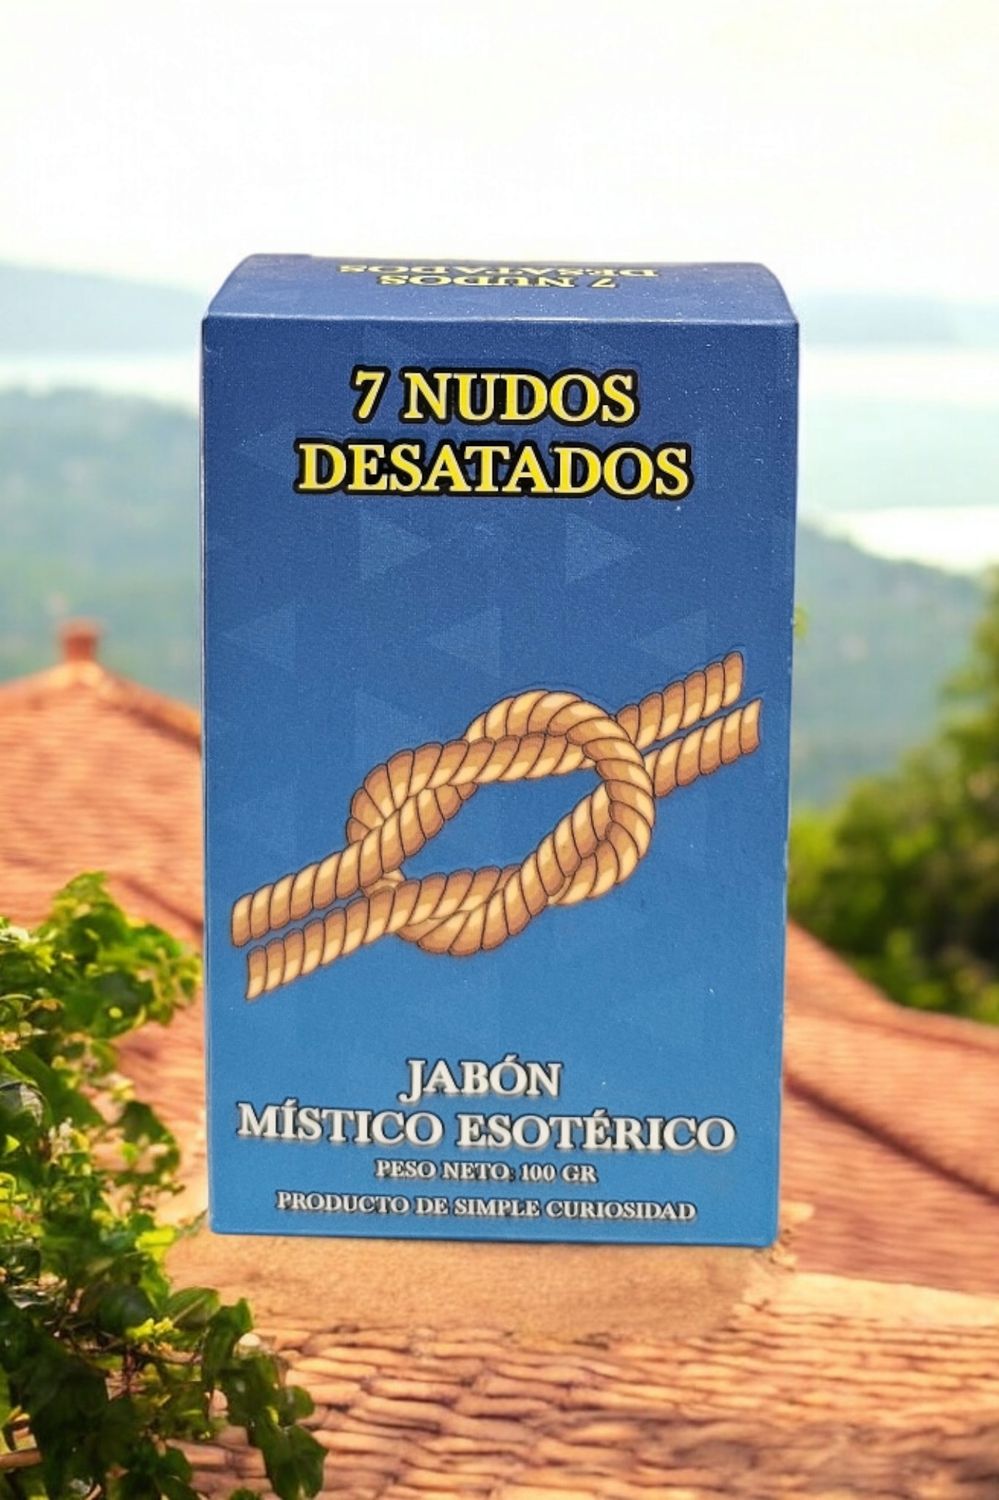 7 NUDOS
DESATADOS
7 NUDOS
DESATADOS
JABÓN
MÍSTICO ESOTÉRICO
PESO NETO: 100 GR
PRODUCTO DE SIMPLE CURIOSIDAD